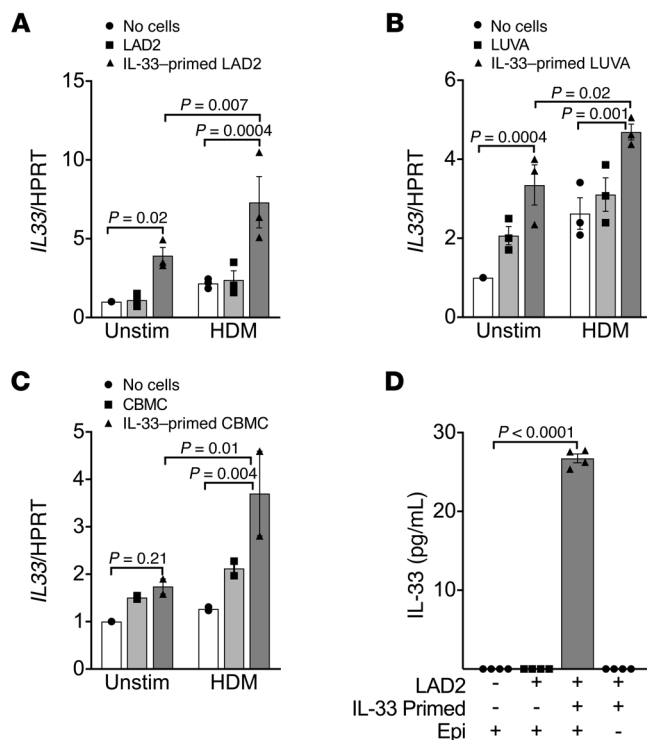 A
No cells
LAD2
IL-33–primed LAD2
IL33/HPRT
15
10
5
0
P = 0.007
P = 0.0004
P = 0.02
Unstim
HDM
B
No cells
LUVA
IL-33–primed LUVA
IL33/HPRT
6
4
2
0
P = 0.02
P = 0.001
P = 0.0004
Unstim
HDM
C
No cells
CBMC
IL-33–primed CBMC
IL33/HPRT
5
4
3
2
1
0
P = 0.01
P = 0.004
P = 0.21
Unstim
HDM
D
IL-33 (pg/mL)
30
20
10
P < 0.0001
LAD2 - + + +
IL-33 Primed - - + +
Epi + + + -